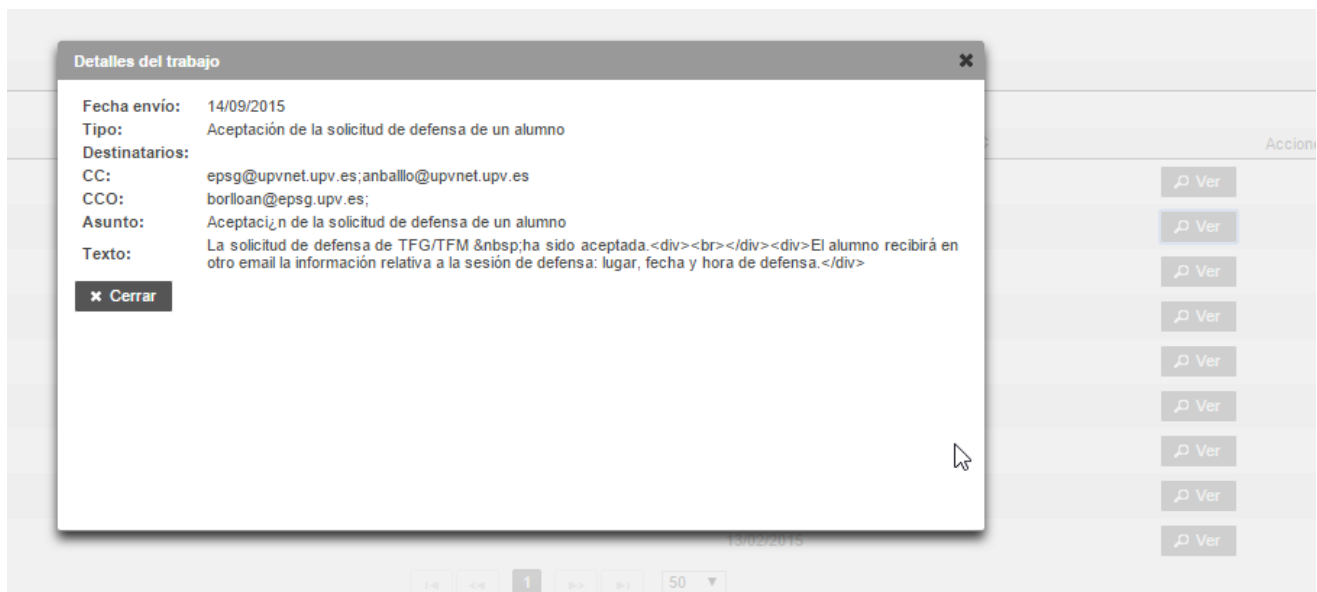 Detalles del trabajo
Fecha envío: 14/09/2015
Tipo: Aceptación de la solicitud de defensa de un alumno
Destinatarios:
CC: epsg@upvnet.upv.es;anballlo@upvnet.upv.es
CCO: borlloan@epsg.upv.es;
Asunto: Aceptaci¿n de la solicitud de defensa de un alumno
Texto: La solicitud de defensa de TFG/TFM &nbsp;ha sido aceptada.<div><br></div><div>El alumno recibirá en
otro email la información relativa a la sesión de defensa: lugar, fecha y hora de defensa.</div>
Cerrar
Accione
Ver
Ver
Ver
Ver
Ver
Ver
Ver
Ver
13/02/2015 Ver
1 50